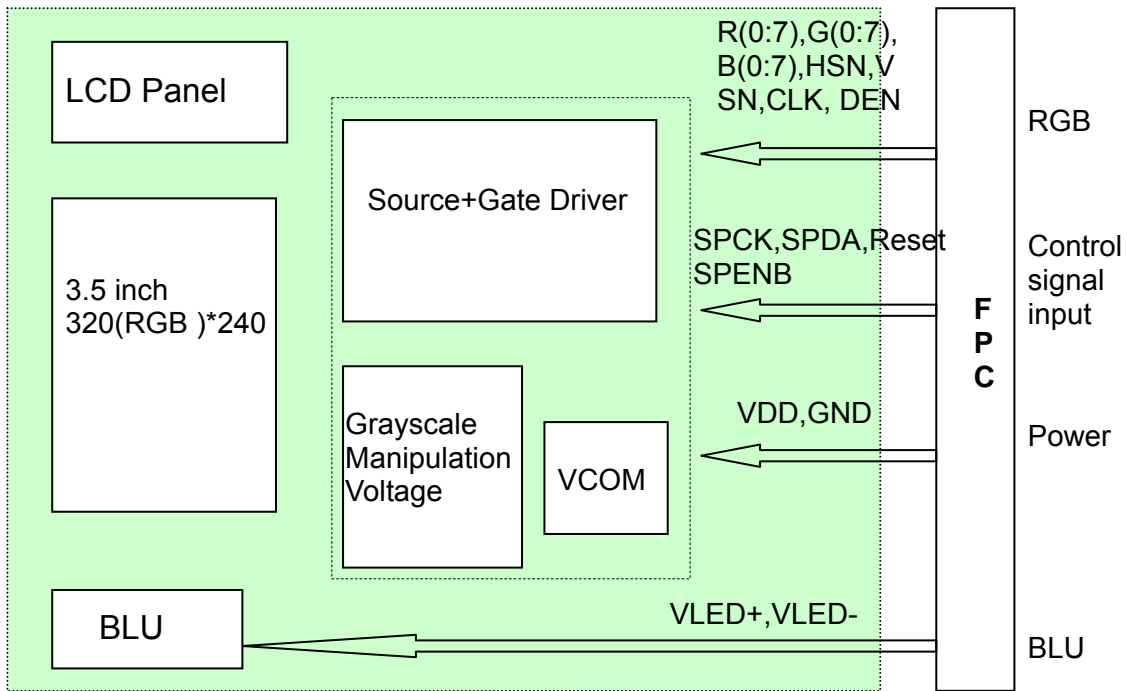 LCD Panel
3.5 inch
320(RGB )*240
BLU
Source+Gate Driver
Grayscale
Manipulation
Voltage
VCOM
R(0:7),G(0:7),
B(0:7),HSN,V
SN,CLK, DEN
SPCK,SPDA,Reset
SPENB
VDD,GND
VLED+,VLED-
F
P
C
RGB
Control
signal
input
Power
BLU